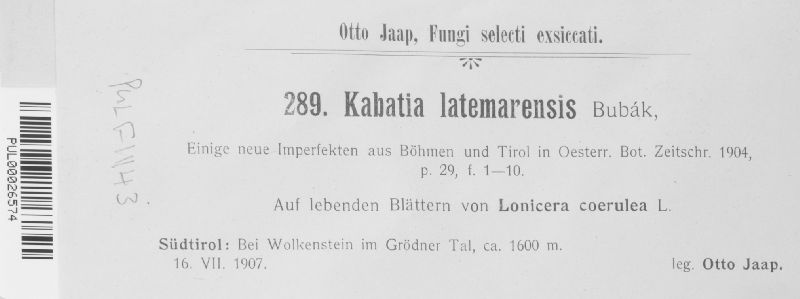 Otto Jaap, Fungi selecti exsiccati.
289. Kabatia latemarensis Bubák,
Einige neue Imperfekten aus Böhmen und Tirol in Oesterr. Bot. Zeitschr. 1904,
p. 29, f. 1—10.
Auf lebenden Blättern von Lonicera coerulea L.
Südtirol: Bei Wolkenstein im Grödner Tal, ca. 1600 m.
16. VII. 1907.
leg. Otto Jaap.
PUL00026574